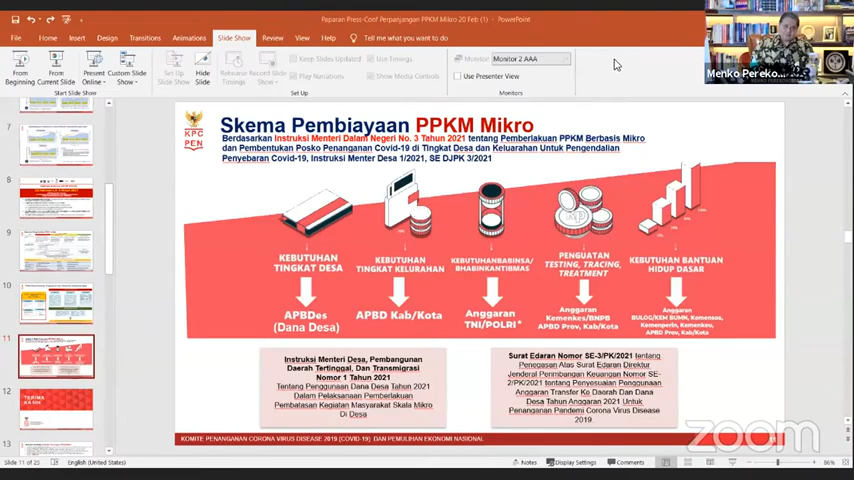 Paparan Press-Conf Perpanjangan PPKM Mikro 20 Feb (1) - PowerPoint
File Home Insert Design Transitions Animations Slide Show Review View Help Tell me what you want to do
From Beginning
From Current Slide
Present Online
Custom Slide Show
Set Up Slide Show
Hide Slide
Rehearse Timings
Record Slide Show
Keep Slides Updated
Play Narrations
Use Timings
Show Media Controls
Monitor: Monitor 2 AAA
Use Presenter View
Start Slide Show
Set Up
Monitors
Menko Pereko...
7
8
9
10
11
12
TERIMA KASIH
13
KPC
PEN
Skema Pembiayaan PPKM Mikro
Berdasarkan Instruksi Menteri Dalam Negeri No. 3 Tahun 2021 tentang Pemberlakuan PPKM Berbasis Mikro
dan Pembentukan Posko Penanganan Covid-19 di Tingkat Desa dan Kelurahan Untuk Pengendalian
Penyebaran Covid-19, Instruksi Menter Desa 1/2021, SE DJPK 3/2021
KEBUTUHAN
TINGKAT DESA
APBDes
(Dana Desa)
KEBUTUHAN
TINGKAT KELURAHAN
APBD Kab/Kota
KEBUTUHANBABINSA/
BHABINKANTIBMAS
Anggaran
TNI/POLRI*
PENGUATAN
TESTING, TRACING,
TREATMENT
Anggaran
Kemenkes/BNPB
APBD Prov, Kab/Kota
KEBUTUHAN BANTUAN
HIDUP DASAR
Anggaran
BULOG/KEM BUMN, Kemensos,
Kemenperin, Kemenkeu,
APBD Prov, Kab/Kota
Instruksi Menteri Desa, Pembangunan
Daerah Tertinggal, Dan Transmigrasi
Nomor 1 Tahun 2021
Tentang Penggunaan Dana Desa Tahun 2021
Dalam Pelaksanaan Pemberlakuan
Pembatasan Kegiatan Masyarakat Skala Mikro
Di Desa
Surat Edaran Nomor SE-3/PK/2021 tentang
Penegasan Atas Surat Edaran Direktur
Jenderal Perimbangan Keuangan Nomor SE-
2/PK/2021 tentang Penyesuaian Penggunaan
Anggaran Transfer Ke Daerah Dan Dana
Desa Tahun Anggaran 2021 Untuk
Penanganan Pandemi Corona Virus Disease
2019.
KOMITE PENANGANAN CORONA VIRUS DISEASE 2019 (COVID-19) DAN PEMULIHAN EKONOMI NASIONAL
zoom
Slide 11 of 25 English (United States) Notes Display Settings Comments 86%